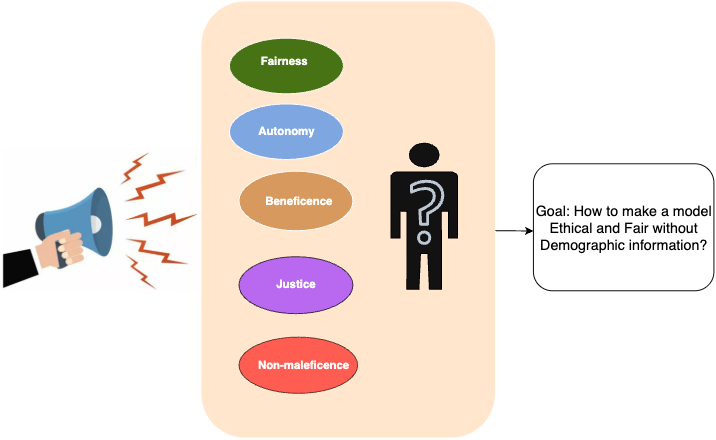 Fairness
Autonomy
Beneficence
Justice
Non-maleficence
?
Goal: How to make a model
Ethical and Fair without
Demographic information?